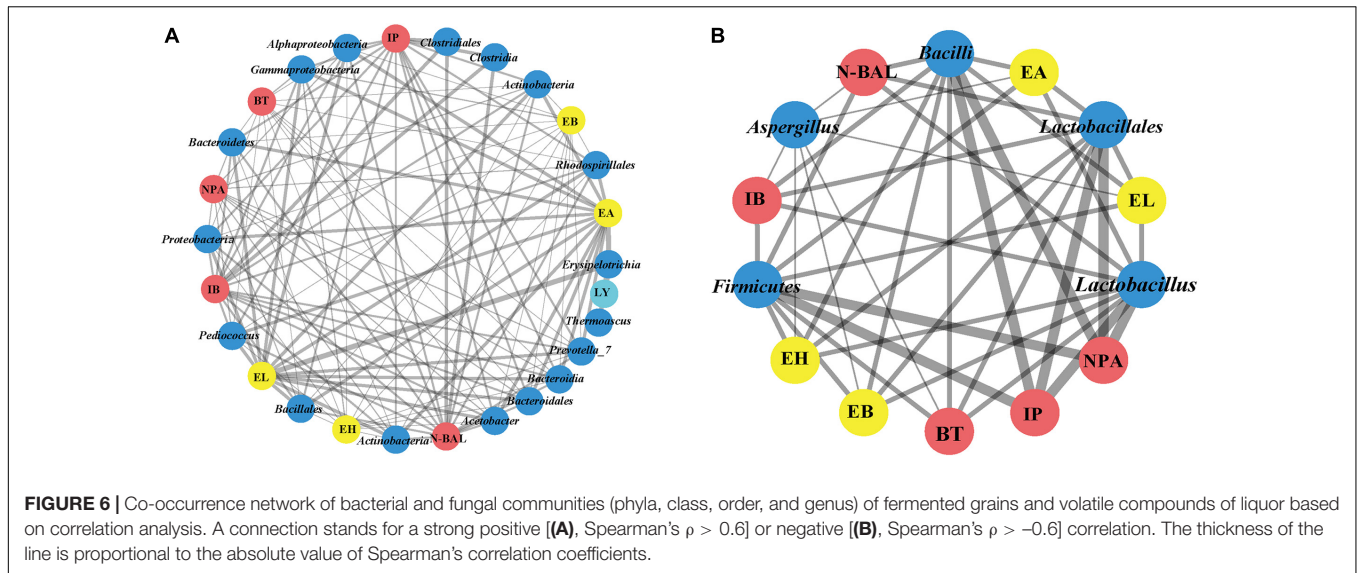 A
IP
Clostridiales
Clostridia
Actinobacteria
EB
Rhodospirillales
EA
Erysipelotrichia
LY
Thermoascus
Prevotella_7
Bacteroidia
Bacteroidales
Acetobacter
N-BAL
Actinobacteria
EH
Bacillales
EL
Pediococcus
IB
Proteobacteria
NPA
Bacteroidetes
BT
Gammaproteobacteria
Alphaproteobacteria
B
Bacilli
EA
Lactobacillales
EL
Lactobacillus
NPA
IP
BT
EB
EH
Firmicutes
IB
Aspergillus
N-BAL
FIGURE 6 | Co-occurrence network of bacterial and fungal communities (phyla, class, order, and genus) of fermented grains and volatile compounds of liquor based
on correlation analysis. A connection stands for a strong positive [(A), Spearman's ρ > 0.6] or negative [(B), Spearman's ρ > –0.6] correlation. The thickness of the
line is proportional to the absolute value of Spearman's correlation coefficients.